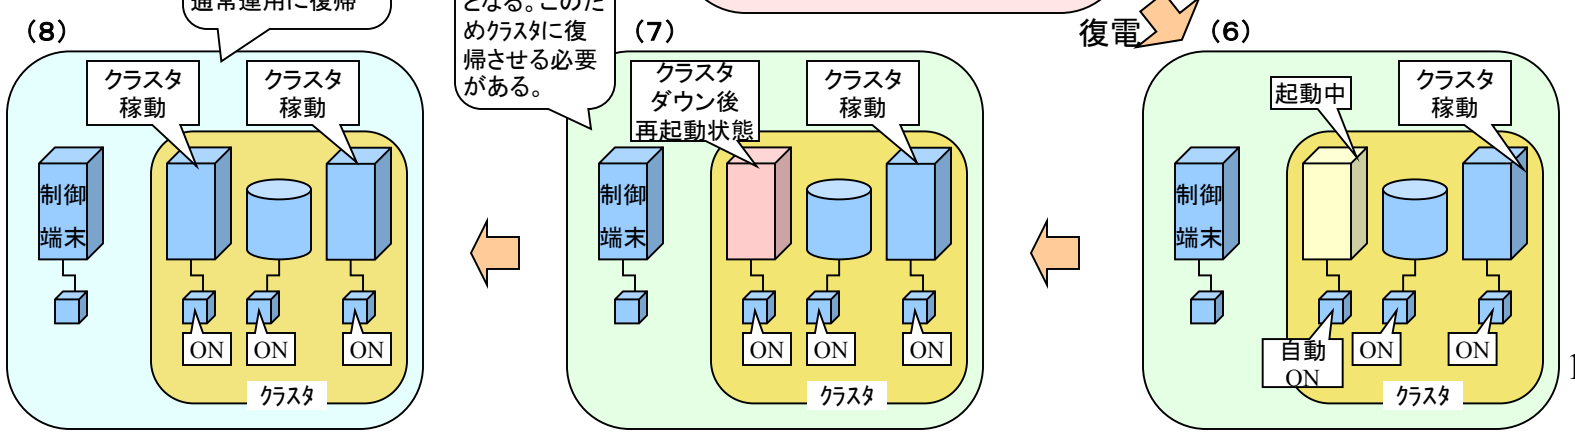 通常運用に復帰
となる。このた
めクラスタに復
帰させる必要
がある。
復電
（8）
クラスタ
稼動
クラスタ
稼動
制御
端末
ON
ON
ON
クラスタ
（7）
クラスタ
ダウン後
再起動状態
クラスタ
稼動
制御
端末
ON
ON
ON
クラスタ
（6）
起動中
クラスタ
稼動
制御
端末
自動
ON
ON
ON
クラスタ
1